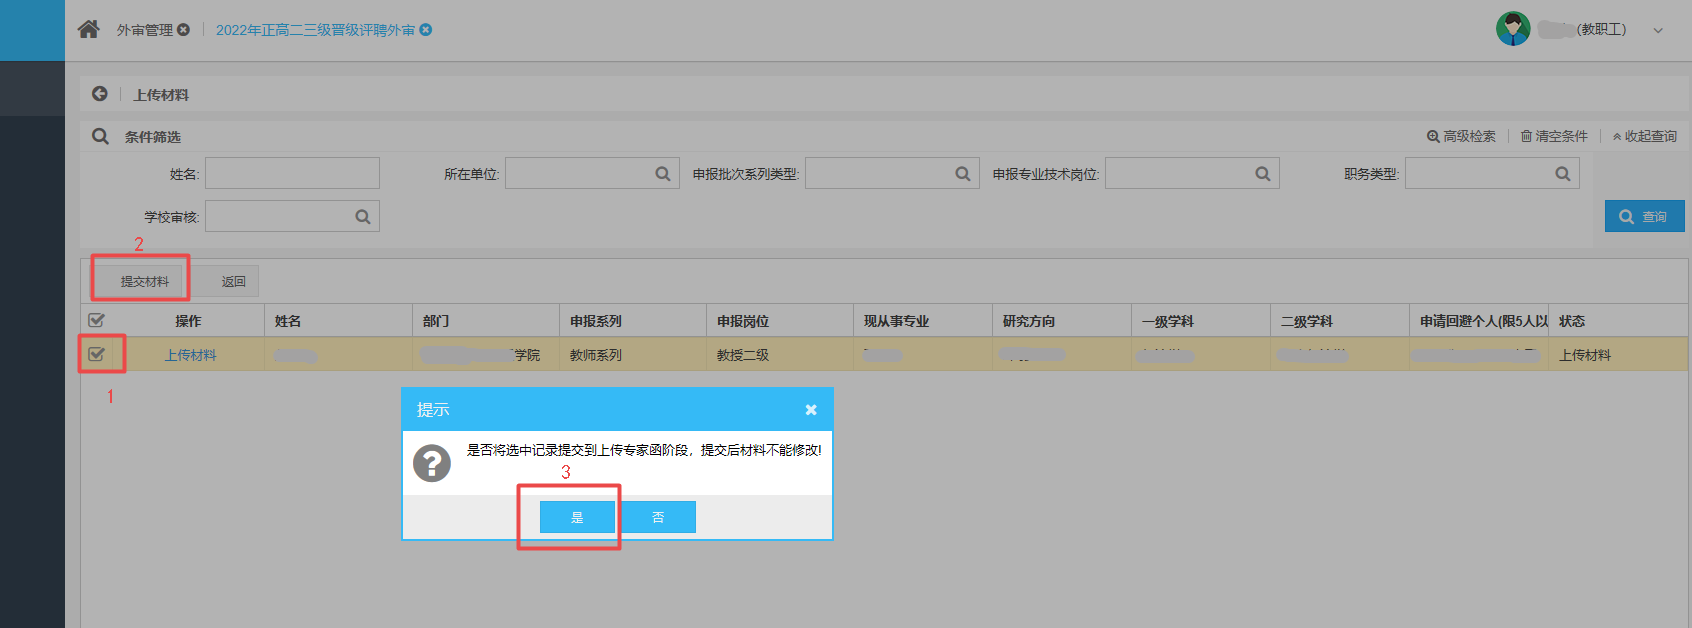 外审管理 2022年正高二三级晋级评聘外审 (教职工)
上传材料
条件筛选 高级检索 清空条件 收起查询
姓名: 所在单位: 申报批次系列类型: 申报专业技术岗位: 职务类型:
学校审核: 查询
2
提交材料 返回
操作 姓名 部门 申报系列 申报岗位 现从事专业 研究方向 一级学科 二级学科 申请回避个人(限5人以 状态
上传材料 学院 教师系列 教授二级 上传材料
1
提示
是否将选中记录提交到上传专家函阶段，提交后材料不能修改!
3
是 否